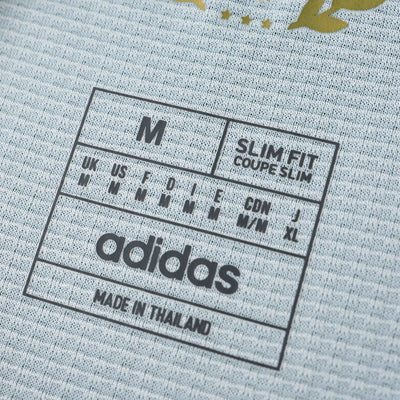 M
SLIM FIT
COUPE SLIM
UK US F D I E CDN J
M M M M M M M/M XL
adidas
MADE IN THAILAND